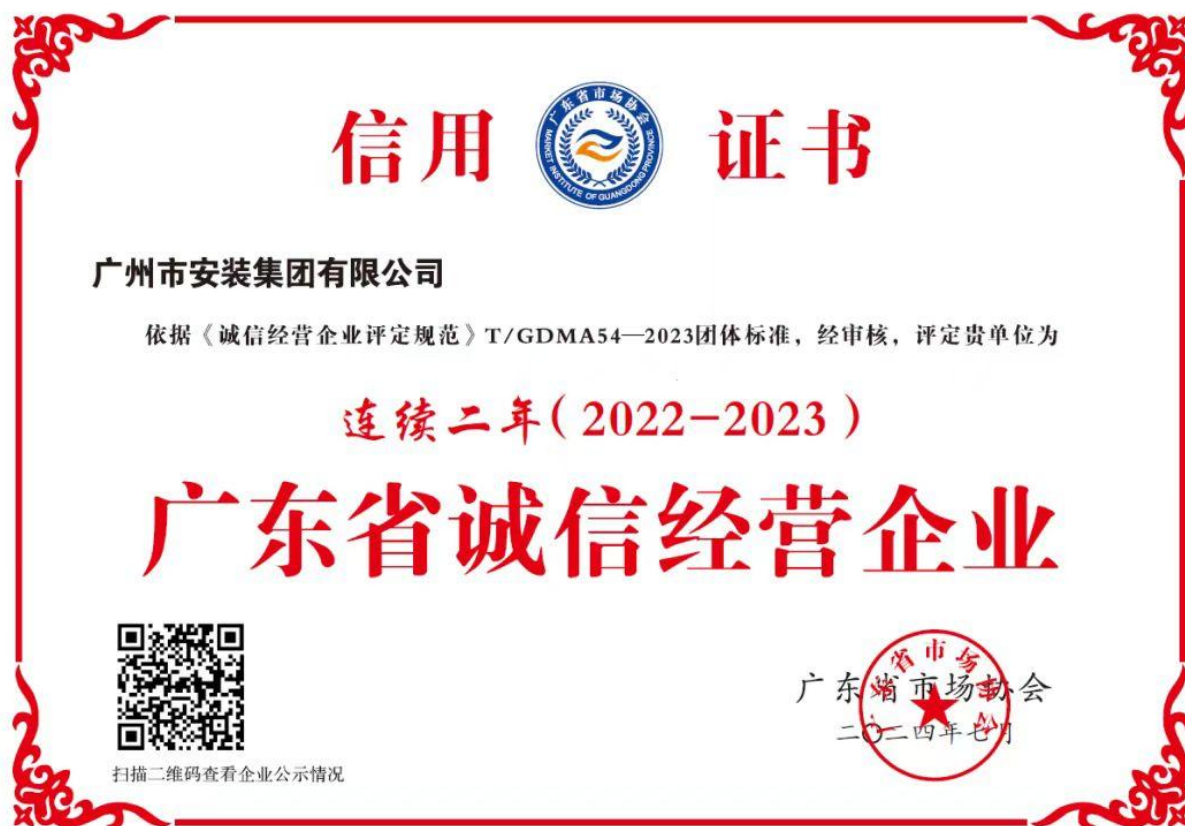 信用 证书
广东省市场协会
MARKET INSTITUTE OF GUANGDONG PROVINCE
广州市安装集团有限公司
依据《诚信经营企业评定规范》T/GDMA54—2023团体标准，经审核，评定贵单位为
连续二年（2022-2023）
广东省诚信经营企业
广东省市场协会
二〇二四年七月
广东省市场协会
扫描二维码查看企业公示情况